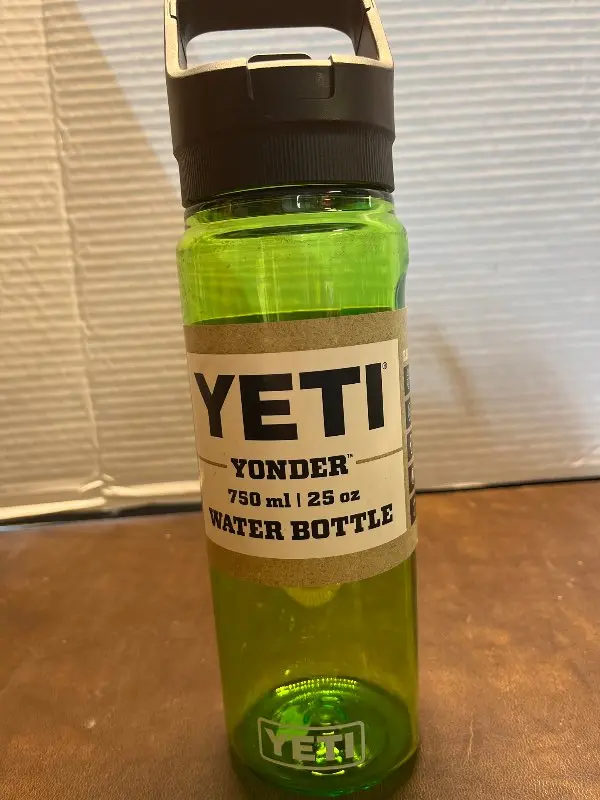 YETI®
YONDER™
750 ml | 25 oz
WATER BOTTLE
YETI